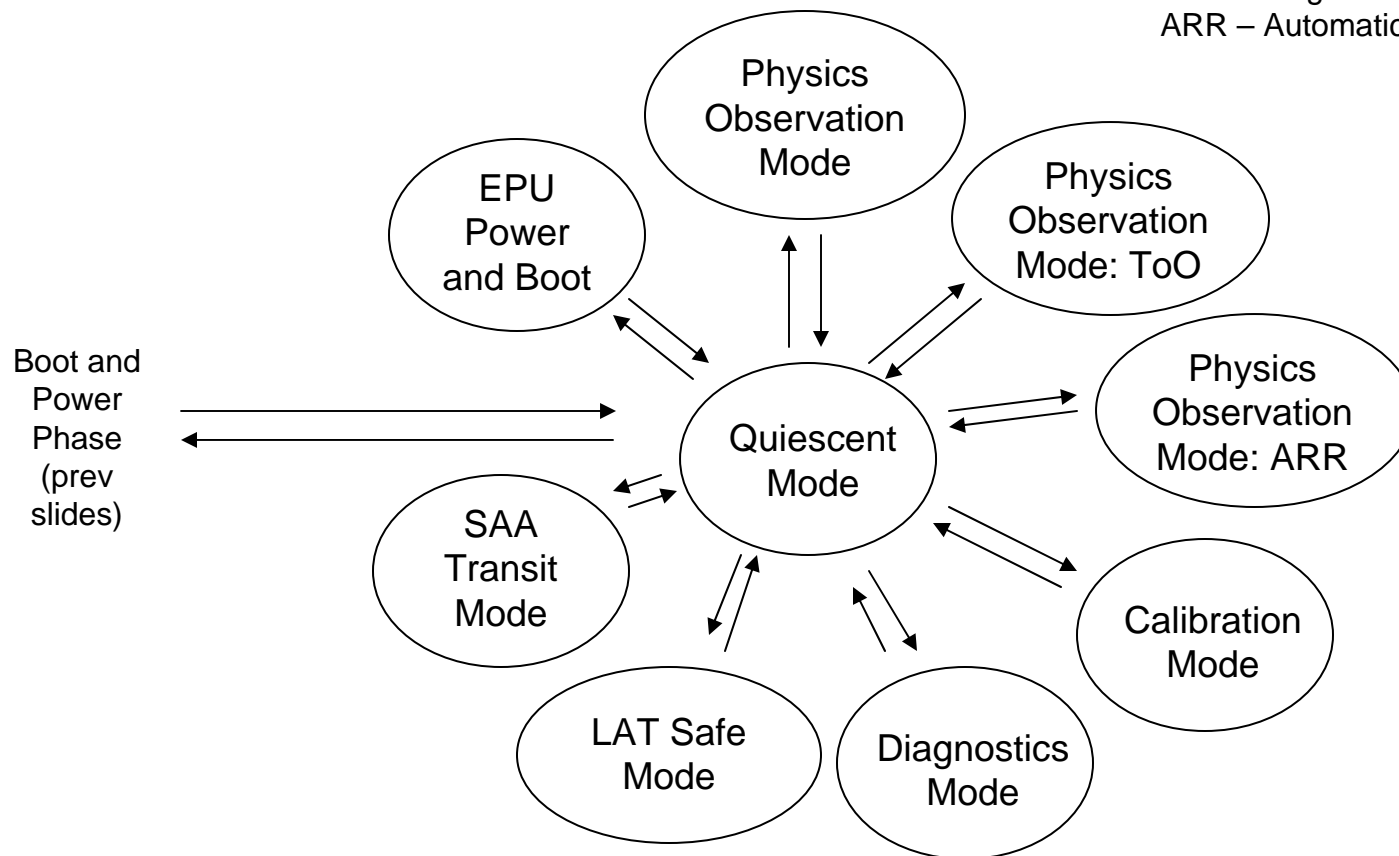 ARR – Automatic
Physics
Observation
Mode
EPU
Power
and Boot
Physics
Observation
Mode: ToO
Boot and
Power
Phase
(prev
slides)
Physics
Observation
Mode: ARR
Quiescent
Mode
SAA
Transit
Mode
Calibration
Mode
LAT Safe
Mode
Diagnostics
Mode